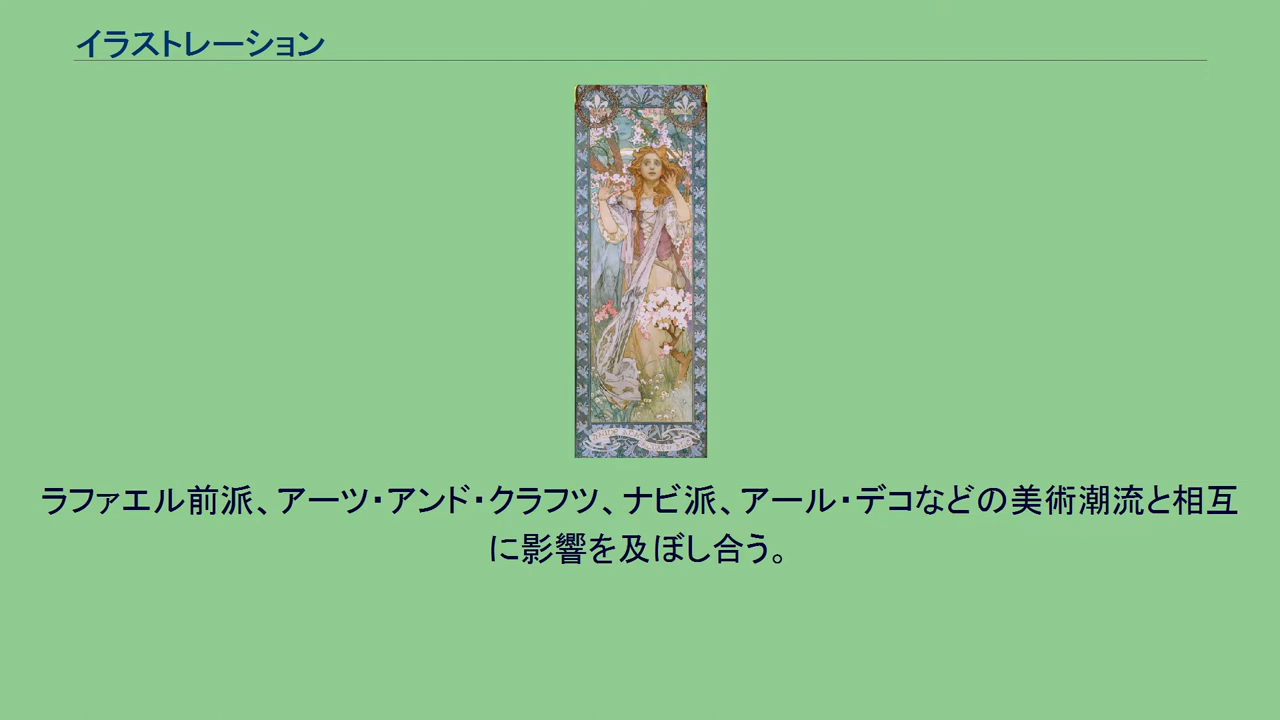 イラストレーション
ラファエル前派、アーツ・アンド・クラフツ、ナビ派、アール・デコなどの美術潮流と相互
に影響を及ぼし合う。